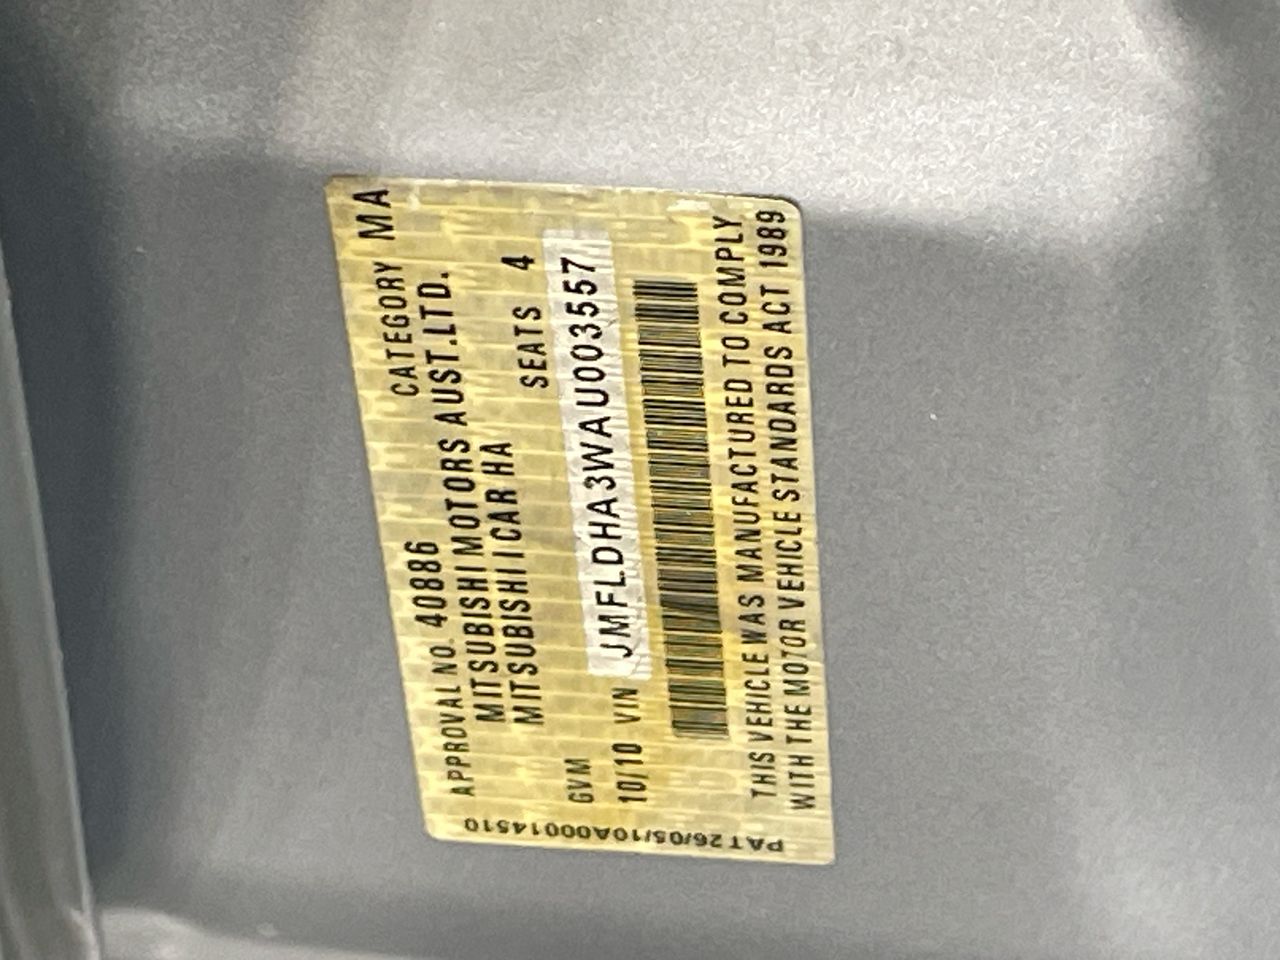 APPROVAL NO. 40886 CATEGORY MA
MITSUBISHI MOTORS AUST.LTD.
MITSUBISHI I CAR HA
SEATS 4
GVM
10/10 VIN JMFLDHA3WAU003557
THIS VEHICLE WAS MANUFACTURED TO COMPLY
WITH THE MOTOR VEHICLE STANDARDS ACT 1989
PAT26/05/10A00014510